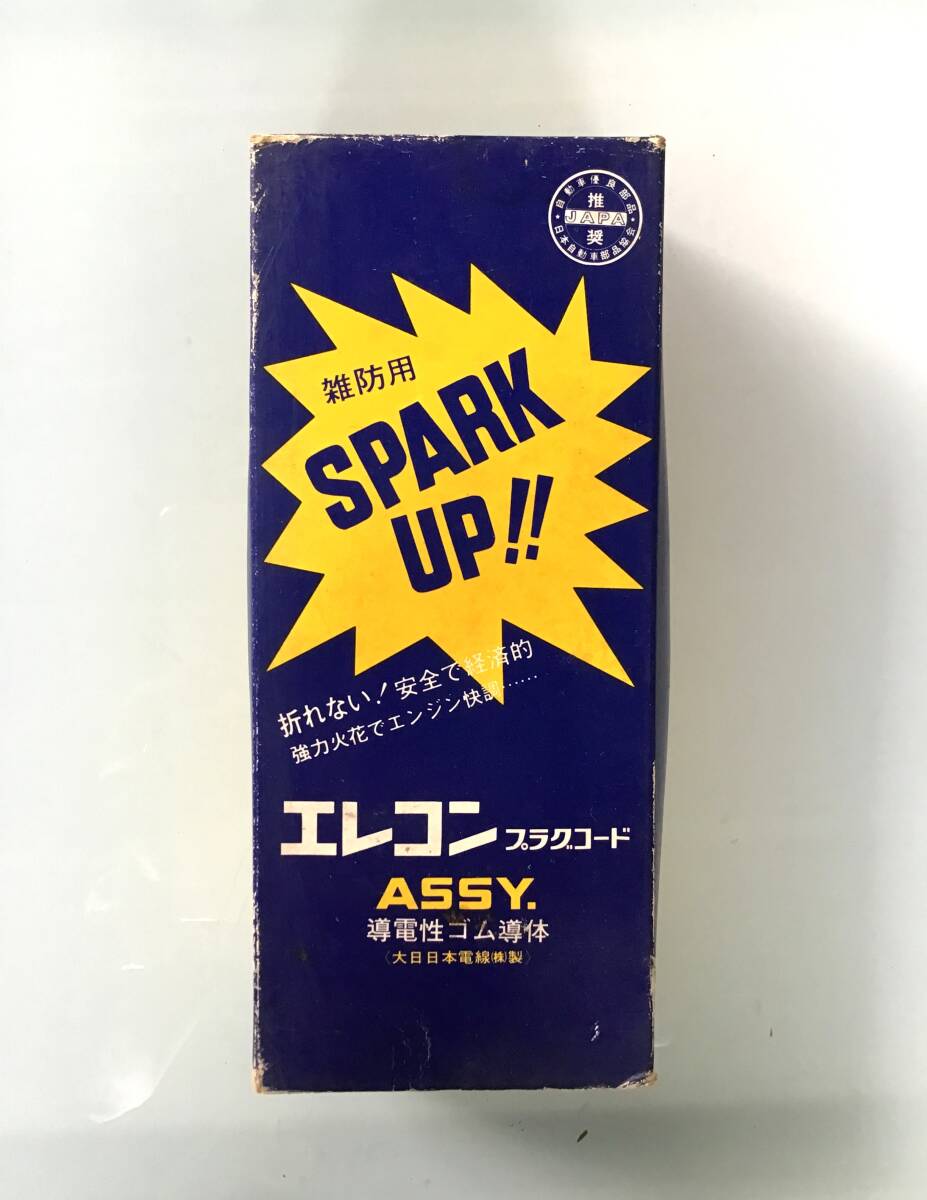 自動車優良部品
推
JAPA
奨
日本自動車部品協会
雑防用
SPARK
UP!!
折れない！安全で経済的
強力火花でエンジン快調……
エレコン プラグコード
ASSY.
導電性ゴム導体
〈大日日本電線㈱製〉